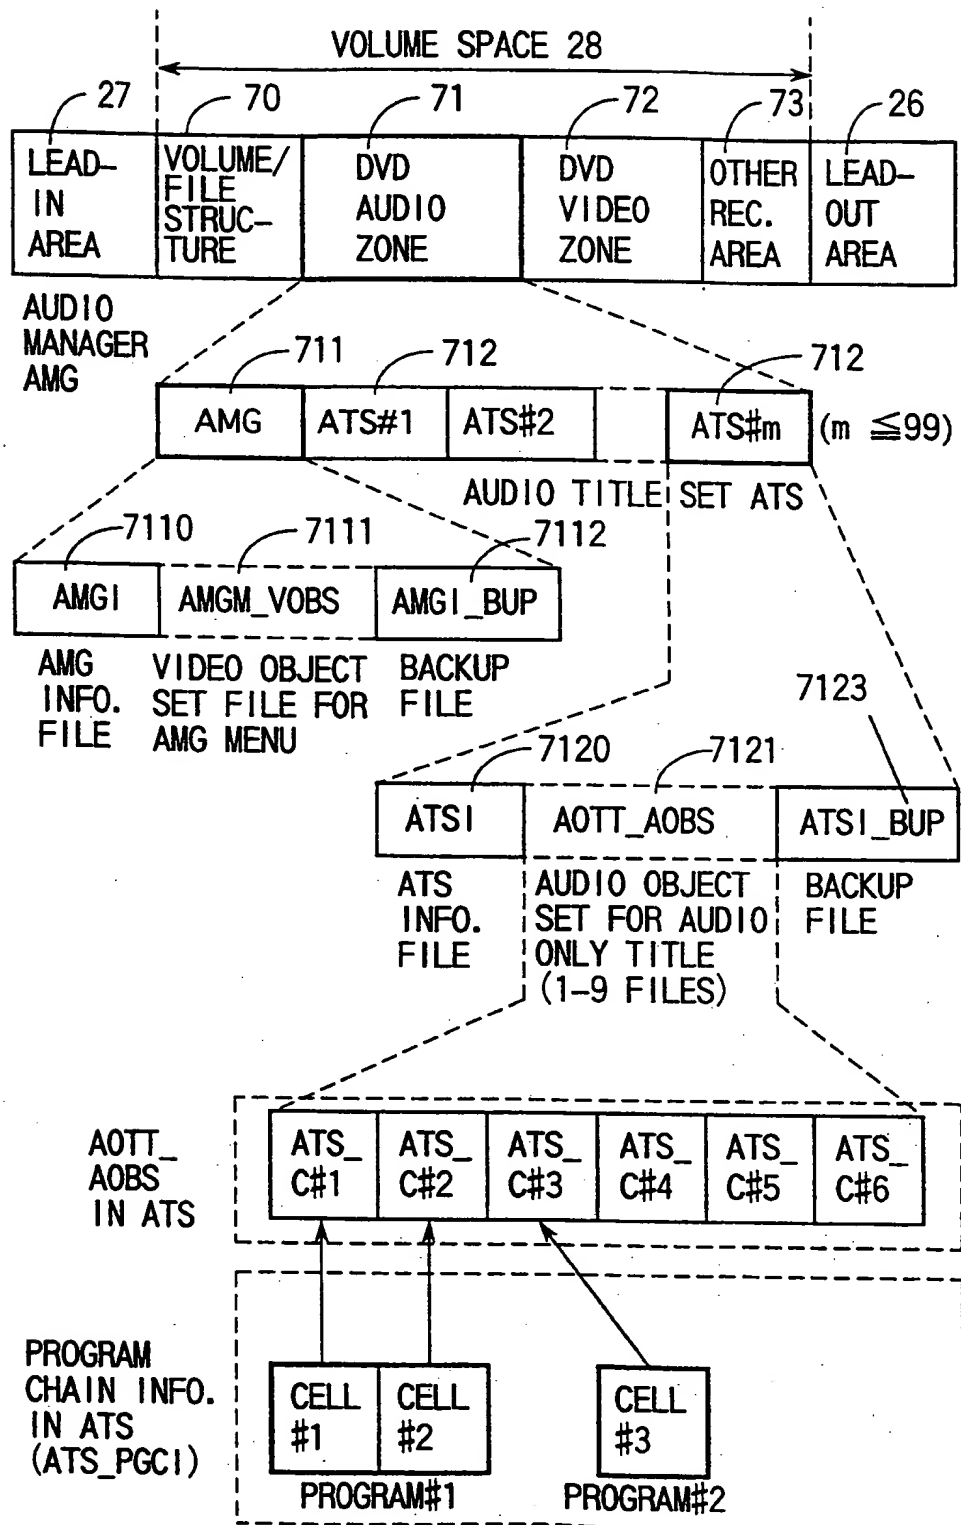 VOLUME SPACE 28
27
70
71
72
73
26
LEAD-
IN
AREA
VOLUME/
FILE
STRUC-
TURE
DVD
AUDIO
ZONE
DVD
VIDEO
ZONE
OTHER
REC.
AREA
LEAD-
OUT
AREA
AUDIO
MANAGER
AMG
711
712
712
AMG
ATS#1
ATS#2
ATS#m
(m ≦99)
AUDIO TITLE SET ATS
7110
7111
7112
AMGI
AMGM_VOBS
AMGI_BUP
AMG
INFO.
FILE
VIDEO OBJECT
SET FILE FOR
AMG MENU
BACKUP
FILE
7123
7120
7121
ATSI
AOTT_AOBS
ATSI_BUP
ATS
INFO.
FILE
AUDIO OBJECT
SET FOR AUDIO
ONLY TITLE
(1-9 FILES)
BACKUP
FILE
AOTT_
AOBS
IN ATS
ATS_
C#1
ATS_
C#2
ATS_
C#3
ATS_
C#4
ATS_
C#5
ATS_
C#6
PROGRAM
CHAIN INFO.
IN ATS
(ATS_PGCI)
CELL
#1
CELL
#2
CELL
#3
PROGRAM#1
PROGRAM#2